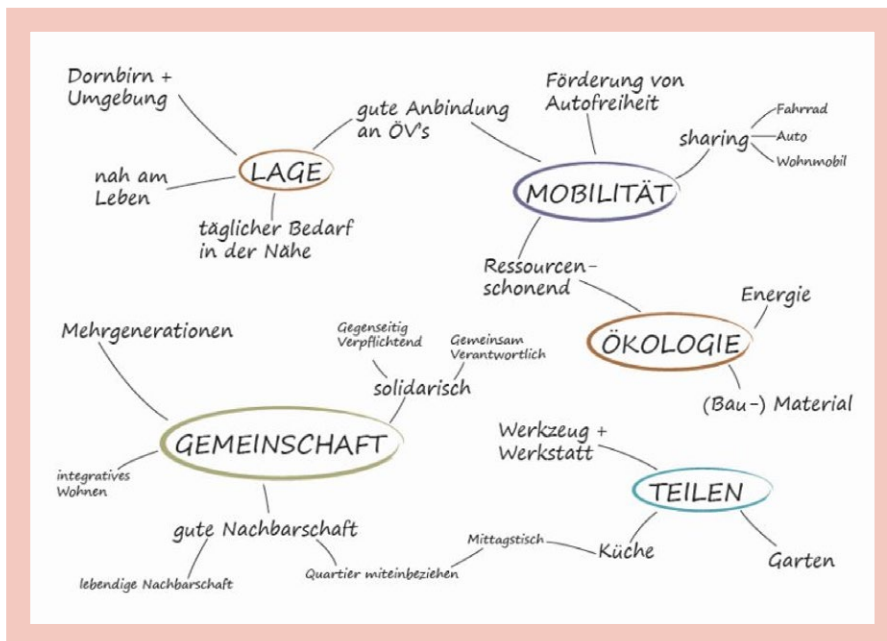 Dornbirn +
Umgebung
gute Anbindung
an ÖV's
Förderung von
Autofreiheit
sharing
Fahrrad
Auto
Wohnmobil
LAGE
nah am
Leben
täglicher Bedarf
in der Nähe
MOBILITÄT
Ressourcen-
schonend
Energie
ÖKOLOGIE
(Bau-) Material
Mehrgenerationen
Gegenseitig
Verpflichtend
Gemeinsam
Verantwortlich
solidarisch
GEMEINSCHAFT
integratives
Wohnen
gute Nachbarschaft
lebendige Nachbarschaft
Quartier miteinbeziehen
Werkzeug +
Werkstatt
TEILEN
Mittagstisch
Küche
Garten